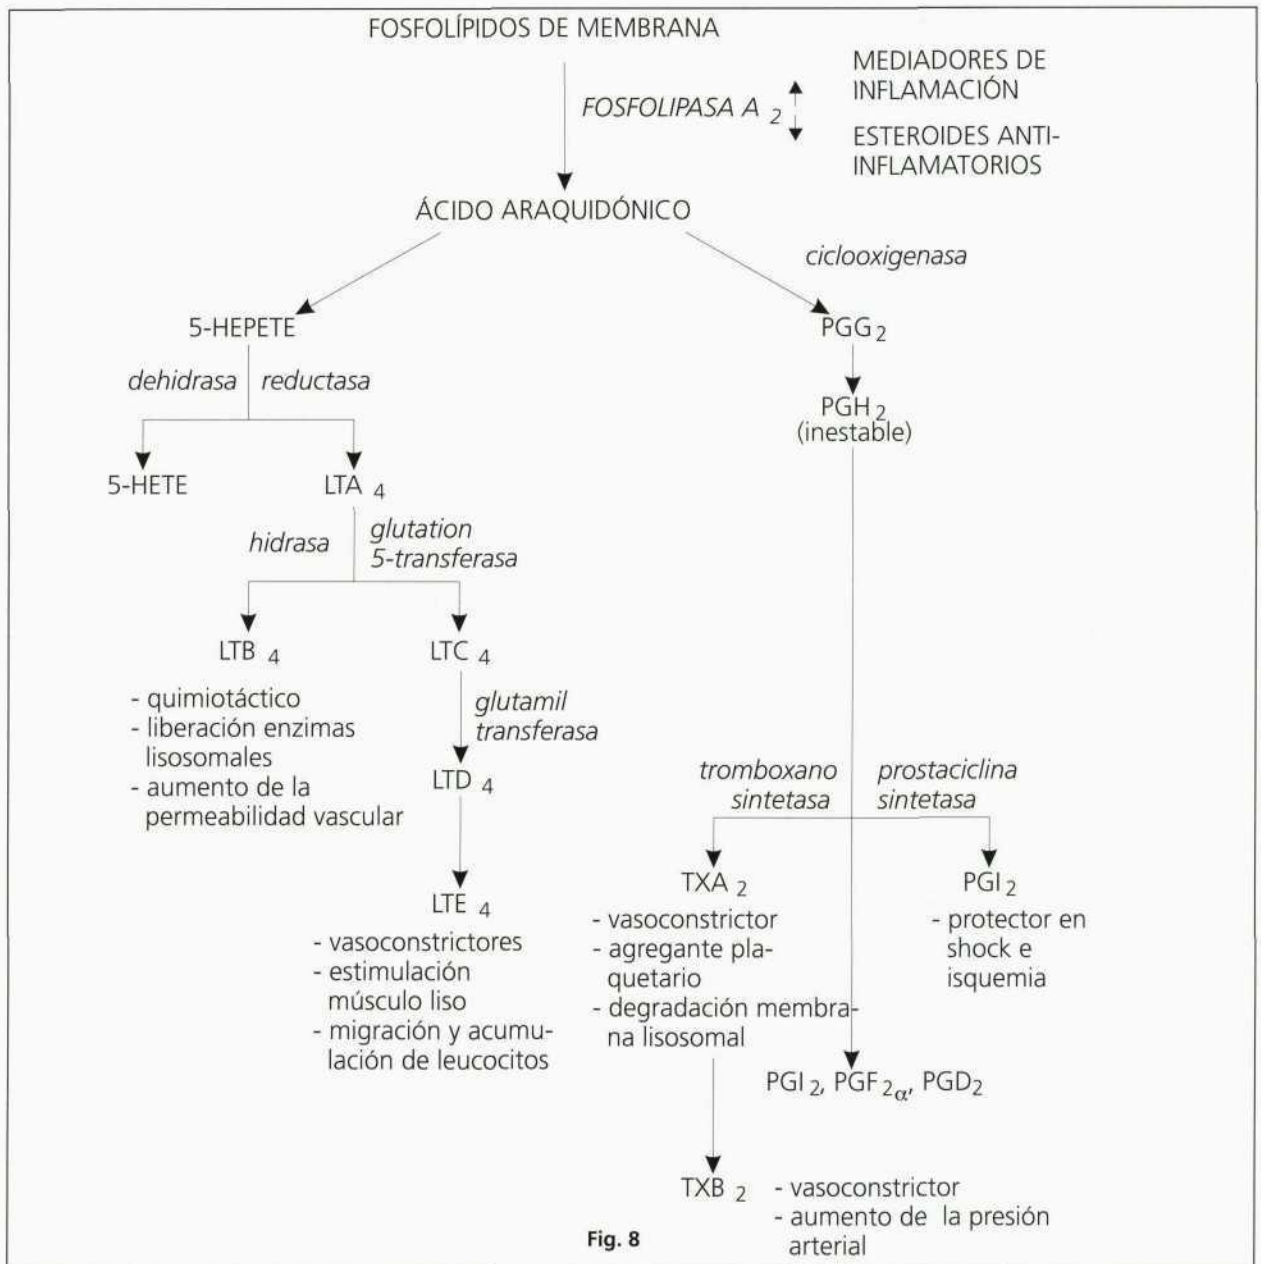 FOSFOLÍPIDOS DE MEMBRANA
MEDIADORES DE
INFLAMACIÓN
FOSFOLIPASA A 2
ESTEROIDES ANTI-
INFLAMATORIOS
ÁCIDO ARAQUIDÓNICO
ciclooxigenasa
5-HEPETE
PGG 2
dehidrasa reductasa
PGH 2
(inestable)
5-HETE
LTA 4
hidrasa
glutation
5-transferasa
LTB 4
LTC 4
- quimiotáctico
- liberación enzimas
lisosomales
- aumento de la
permeabilidad vascular
glutamil
transferasa
LTD 4
tromboxano
sintetasa
prostaciclina
sintetasa
LTE 4
- vasoconstrictores
- estimulación
músculo liso
- migración y acumu-
lación de leucocitos
TXA 2
- vasoconstrictor
- agregante pla-
quetario
- degradación membra-
na lisosomal
PGI 2
- protector en
shock e
isquemia
PGI 2, PGF 2α, PGD2
TXB 2
- vasoconstrictor
- aumento de la presión
arterial
Fig. 8